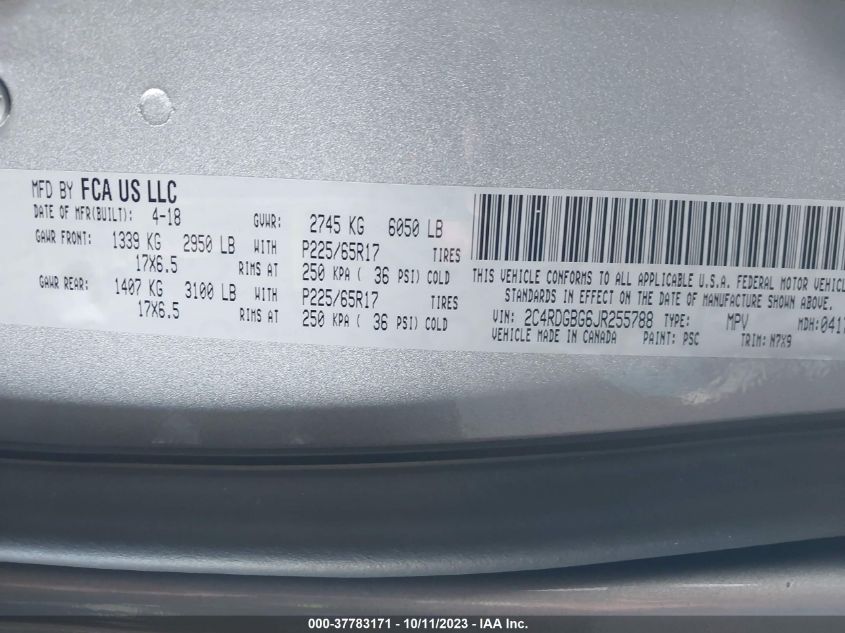 MFD BY FCA US LLC
DATE OF MFR(BUILT): 4-18 GVWR: 2745 KG 6050 LB
GAWR FRONT: 1339 KG 2950 LB WITH P225/65R17 TIRES
17X6.5 RIMS AT 250 KPA ( 36 PSI) COLD
GAWR REAR: 1407 KG 3100 LB WITH P225/65R17 TIRES
17X6.5 RIMS AT 250 KPA ( 36 PSI) COLD
THIS VEHICLE CONFORMS TO ALL APPLICABLE U.S.A. FEDERAL MOTOR VEHICL
STANDARDS IN EFFECT ON THE DATE OF MANUFACTURE SHOWN ABOVE.
VIN: 2C4RDGBG6JR255788 TYPE: MPV MDH:0417
VEHICLE MADE IN CANADA PAINT: PSC TRIM: N7X9
000-37783171 - 10/11/2023 - IAA Inc.